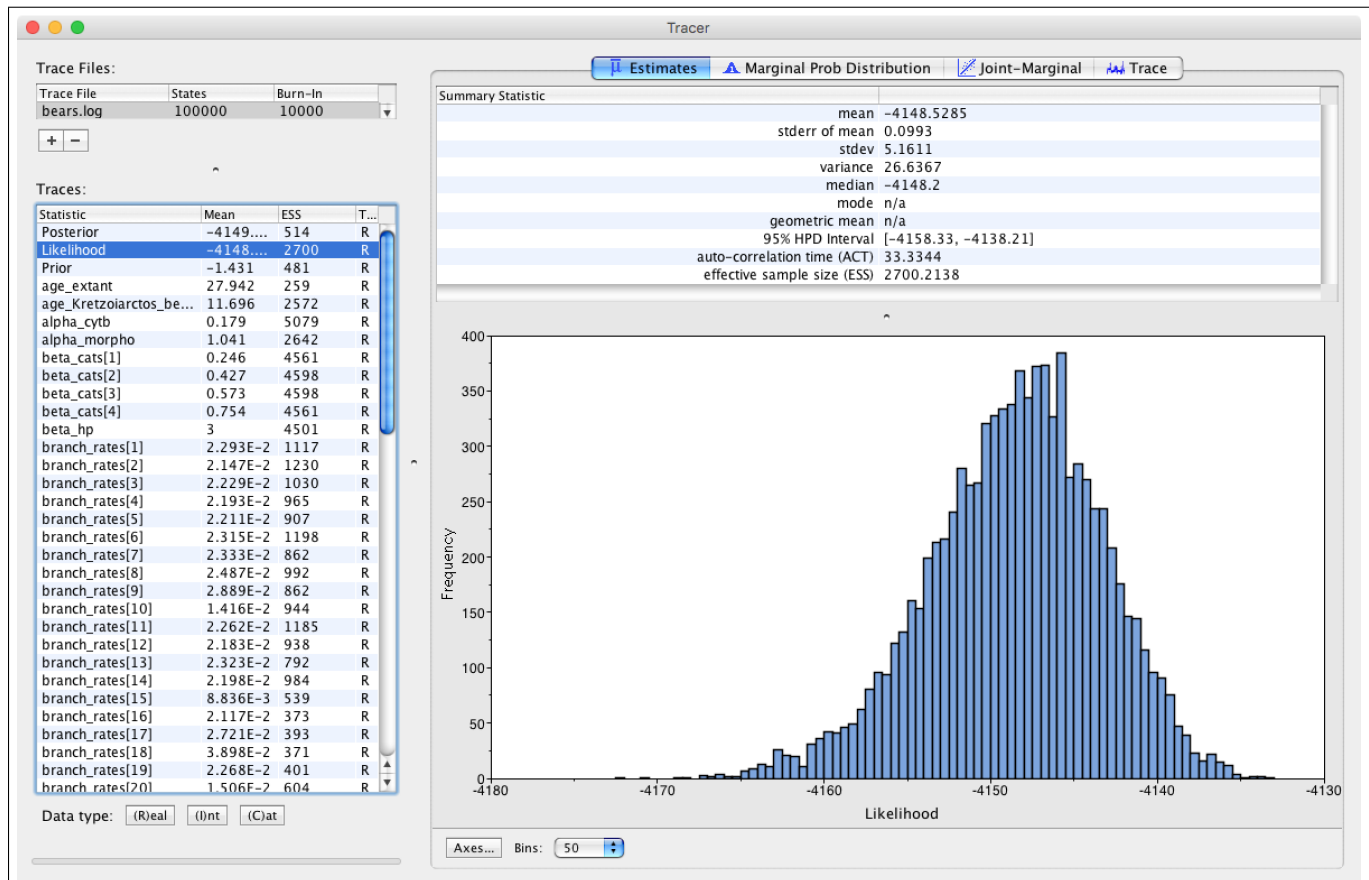 Tracer
Trace Files:
Trace File States Burn-In
bears.log 100000 10000
+ −
Traces:
Statistic Mean ESS T...
Posterior -4149.... 514 R
Likelihood -4148.... 2700 R
Prior -1.431 481 R
age_extant 27.942 259 R
age_Kretzoiarctos_be... 11.696 2572 R
alpha_cytb 0.179 5079 R
alpha_morpho 1.041 2642 R
beta_cats[1] 0.246 4561 R
beta_cats[2] 0.427 4598 R
beta_cats[3] 0.573 4598 R
beta_cats[4] 0.754 4561 R
beta_hp 3 4501 R
branch_rates[1] 2.293E-2 1117 R
branch_rates[2] 2.147E-2 1230 R
branch_rates[3] 2.229E-2 1030 R
branch_rates[4] 2.193E-2 965 R
branch_rates[5] 2.211E-2 907 R
branch_rates[6] 2.315E-2 1198 R
branch_rates[7] 2.333E-2 862 R
branch_rates[8] 2.487E-2 992 R
branch_rates[9] 2.889E-2 862 R
branch_rates[10] 1.416E-2 944 R
branch_rates[11] 2.262E-2 1185 R
branch_rates[12] 2.183E-2 938 R
branch_rates[13] 2.323E-2 792 R
branch_rates[14] 2.198E-2 984 R
branch_rates[15] 8.836E-3 539 R
branch_rates[16] 2.117E-2 373 R
branch_rates[17] 2.721E-2 393 R
branch_rates[18] 3.898E-2 371 R
branch_rates[19] 2.268E-2 401 R
branch_rates[20] 1.506E-2 604 R
Data type: (R)eal (I)nt (C)at
μ Estimates Marginal Prob Distribution Joint-Marginal Trace
Summary Statistic
mean -4148.5285
stderr of mean 0.0993
stdev 5.1611
variance 26.6367
median -4148.2
mode n/a
geometric mean n/a
95% HPD Interval [-4158.33, -4138.21]
auto-correlation time (ACT) 33.3344
effective sample size (ESS) 2700.2138
400
350
300
250
200
150
100
50
0
Frequency
-4180 -4170 -4160 -4150 -4140 -4130
Likelihood
Axes... Bins: 50